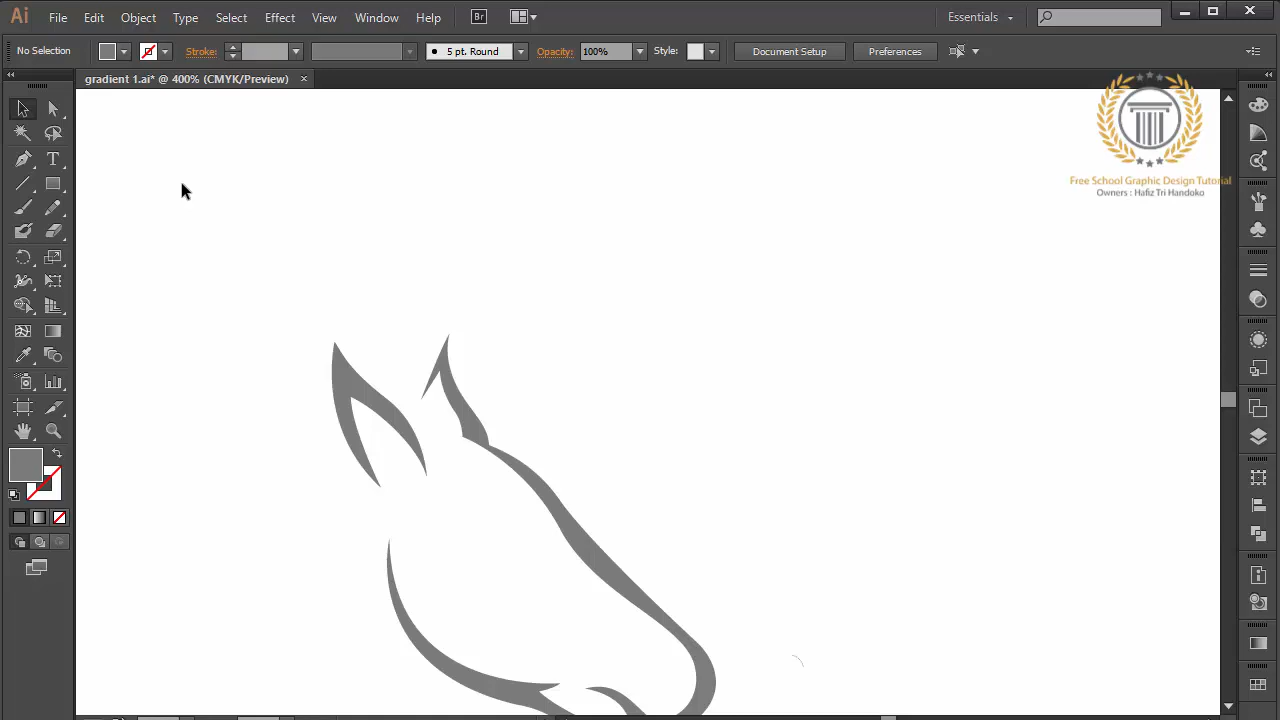 Ai File Edit Object Type Select Effect View Window Help Br Essentials
No Selection Stroke: 5 pt. Round Opacity: 100% Style: Document Setup Preferences
gradient 1.ai* @ 400% (CMYK/Preview) ×
T
Free School Graphic Design Tutorial
Owners : Hafiz Tri Handoko